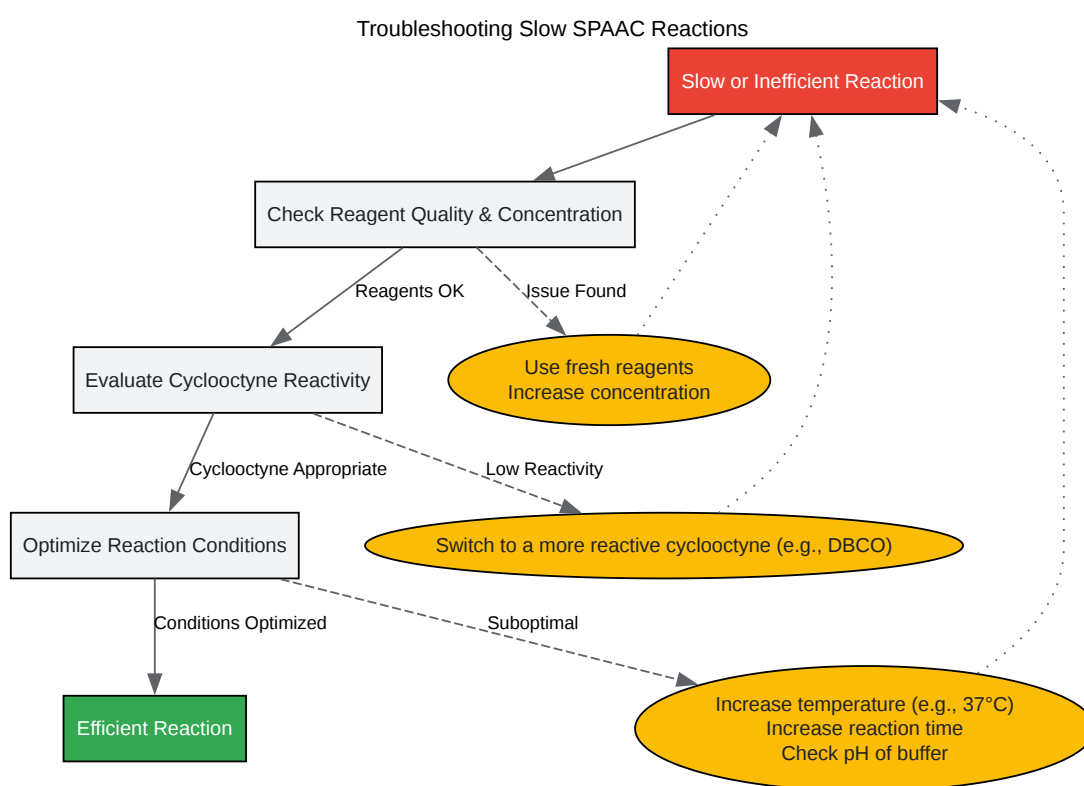 Troubleshooting Slow SPAAC Reactions
Slow or Inefficient Reaction
Check Reagent Quality & Concentration
Reagents OK
Issue Found
Use fresh reagents
Increase concentration
Evaluate Cyclooctyne Reactivity
Cyclooctyne Appropriate
Low Reactivity
Optimize Reaction Conditions
Switch to a more reactive cyclooctyne (e.g., DBCO)
Conditions Optimized
Suboptimal
Efficient Reaction
Increase temperature (e.g., 37°C)
Increase reaction time
Check pH of buffer